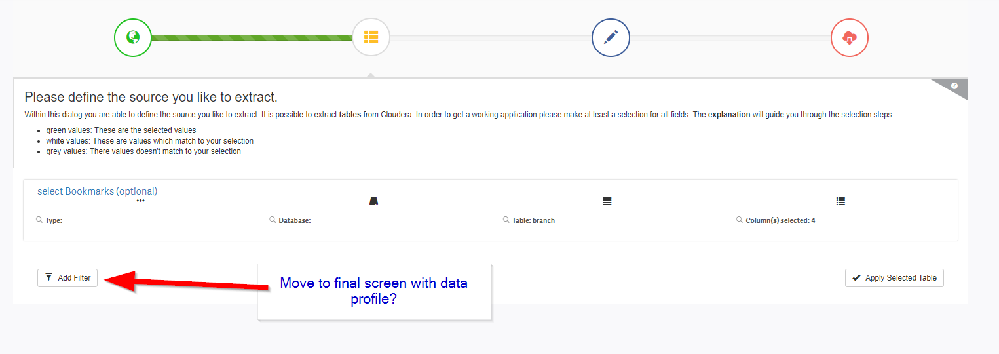 Please define the source you like to extract.
Within this dialog you are able to define the source you like to extract. It is possible to extract tables from Cloudera. In order to get a working application please make at least a selection for all fields. The explanation will guide you through the selection steps.
green values: These are the selected values
white values: These are values which match to your selection
grey values: There values doesn't match to your selection
select Bookmarks (optional)
Type:
Database:
Table: branch
Column(s) selected: 4
Add Filter
Move to final screen with data
profile?
Apply Selected Table